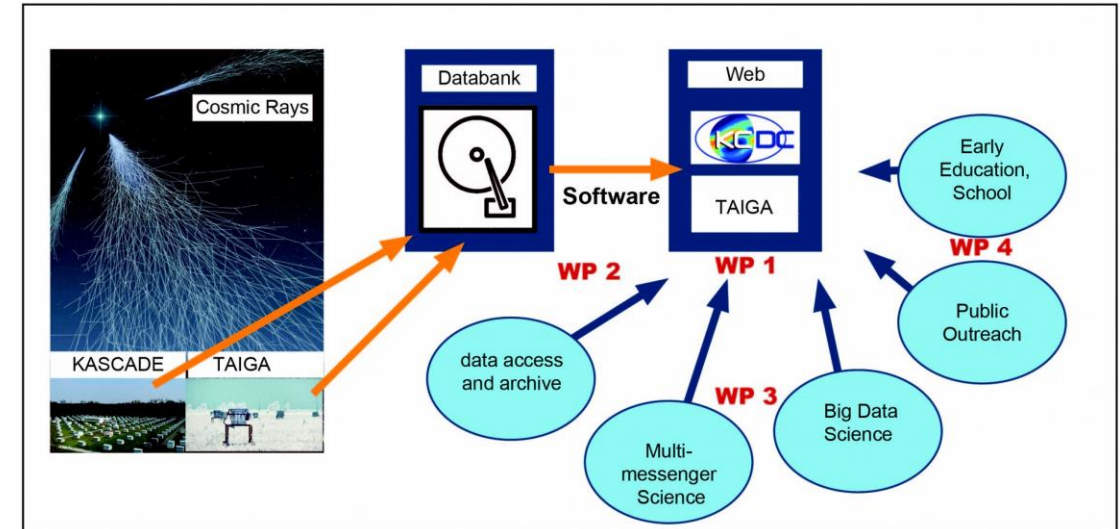 Cosmic Rays
KASCADE
TAIGA
Databank
Software
Web
KCDC
TAIGA
WP 2
WP 1
data access
and archive
Multi-
messenger
Science
WP 3
Big Data
Science
Early
Education,
School
WP 4
Public
Outreach